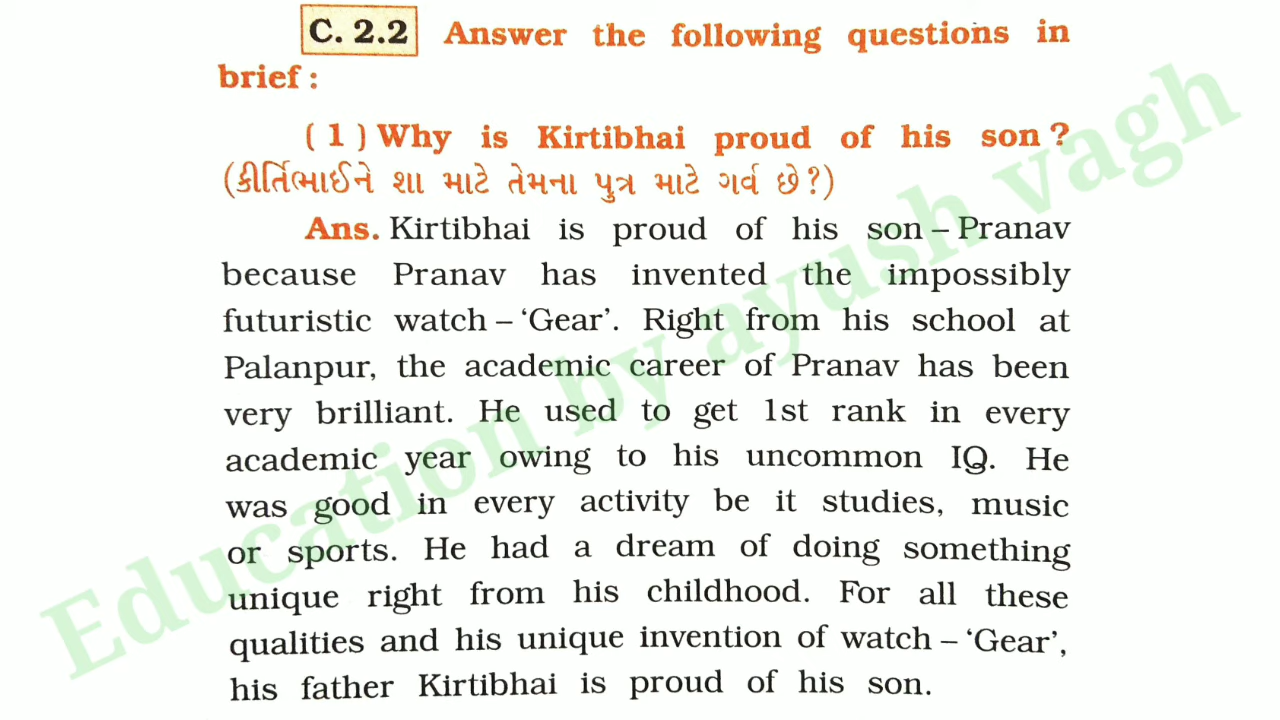 C. 2.2 Answer the following questions in
brief :
( 1 ) Why is Kirtibhai proud of his son ?
(કીર્તિભાઈને શા માટે તેમના પુત્ર માટે ગર્વ છે?)
Ans. Kirtibhai is proud of his son – Pranav
because Pranav has invented the impossibly
futuristic watch – ‘Gear’. Right from his school at
Palanpur, the academic career of Pranav has been
very brilliant. He used to get 1st rank in every
academic year owing to his uncommon IQ. He
was good in every activity be it studies, music
or sports. He had a dream of doing something
unique right from his childhood. For all these
qualities and his unique invention of watch – ‘Gear’,
his father Kirtibhai is proud of his son.
Education by ayush vagh